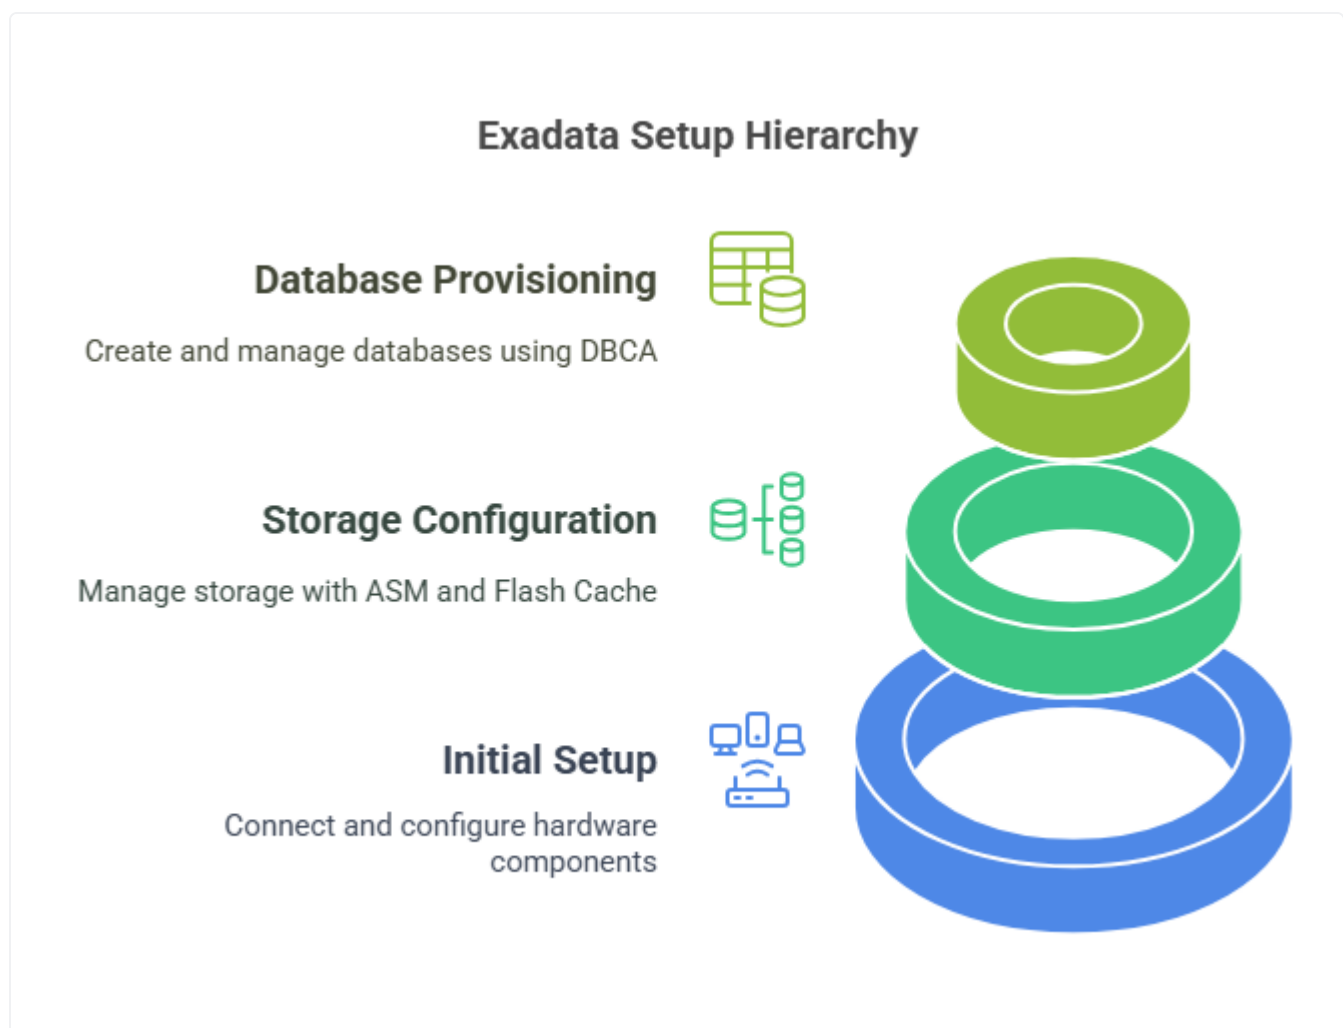 Exadata Setup Hierarchy
Database Provisioning
Create and manage databases using DBCA
Storage Configuration
Manage storage with ASM and Flash Cache
Initial Setup
Connect and configure hardware
components